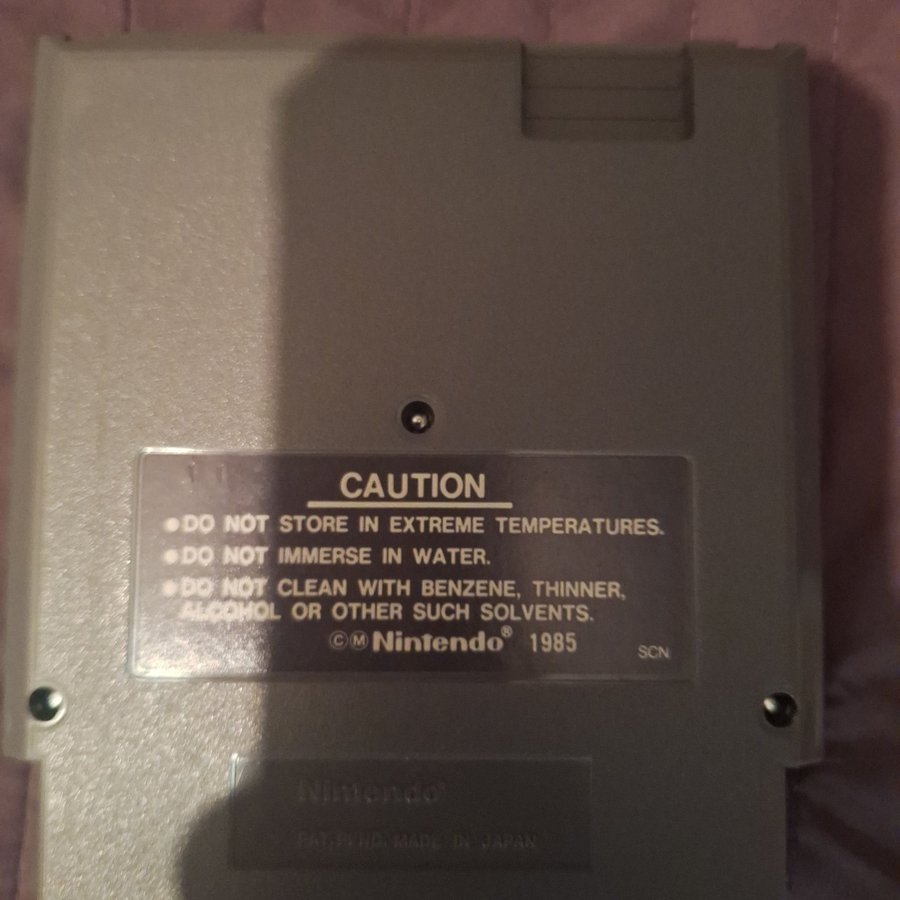 CAUTION
●DO NOT STORE IN EXTREME TEMPERATURES.
●DO NOT IMMERSE IN WATER.
●DO NOT CLEAN WITH BENZENE, THINNER,
ALCOHOL OR OTHER SUCH SOLVENTS.
©Ⓜ Nintendo® 1985
SCN
Nintendo®
PAT. PEND. MADE IN JAPAN